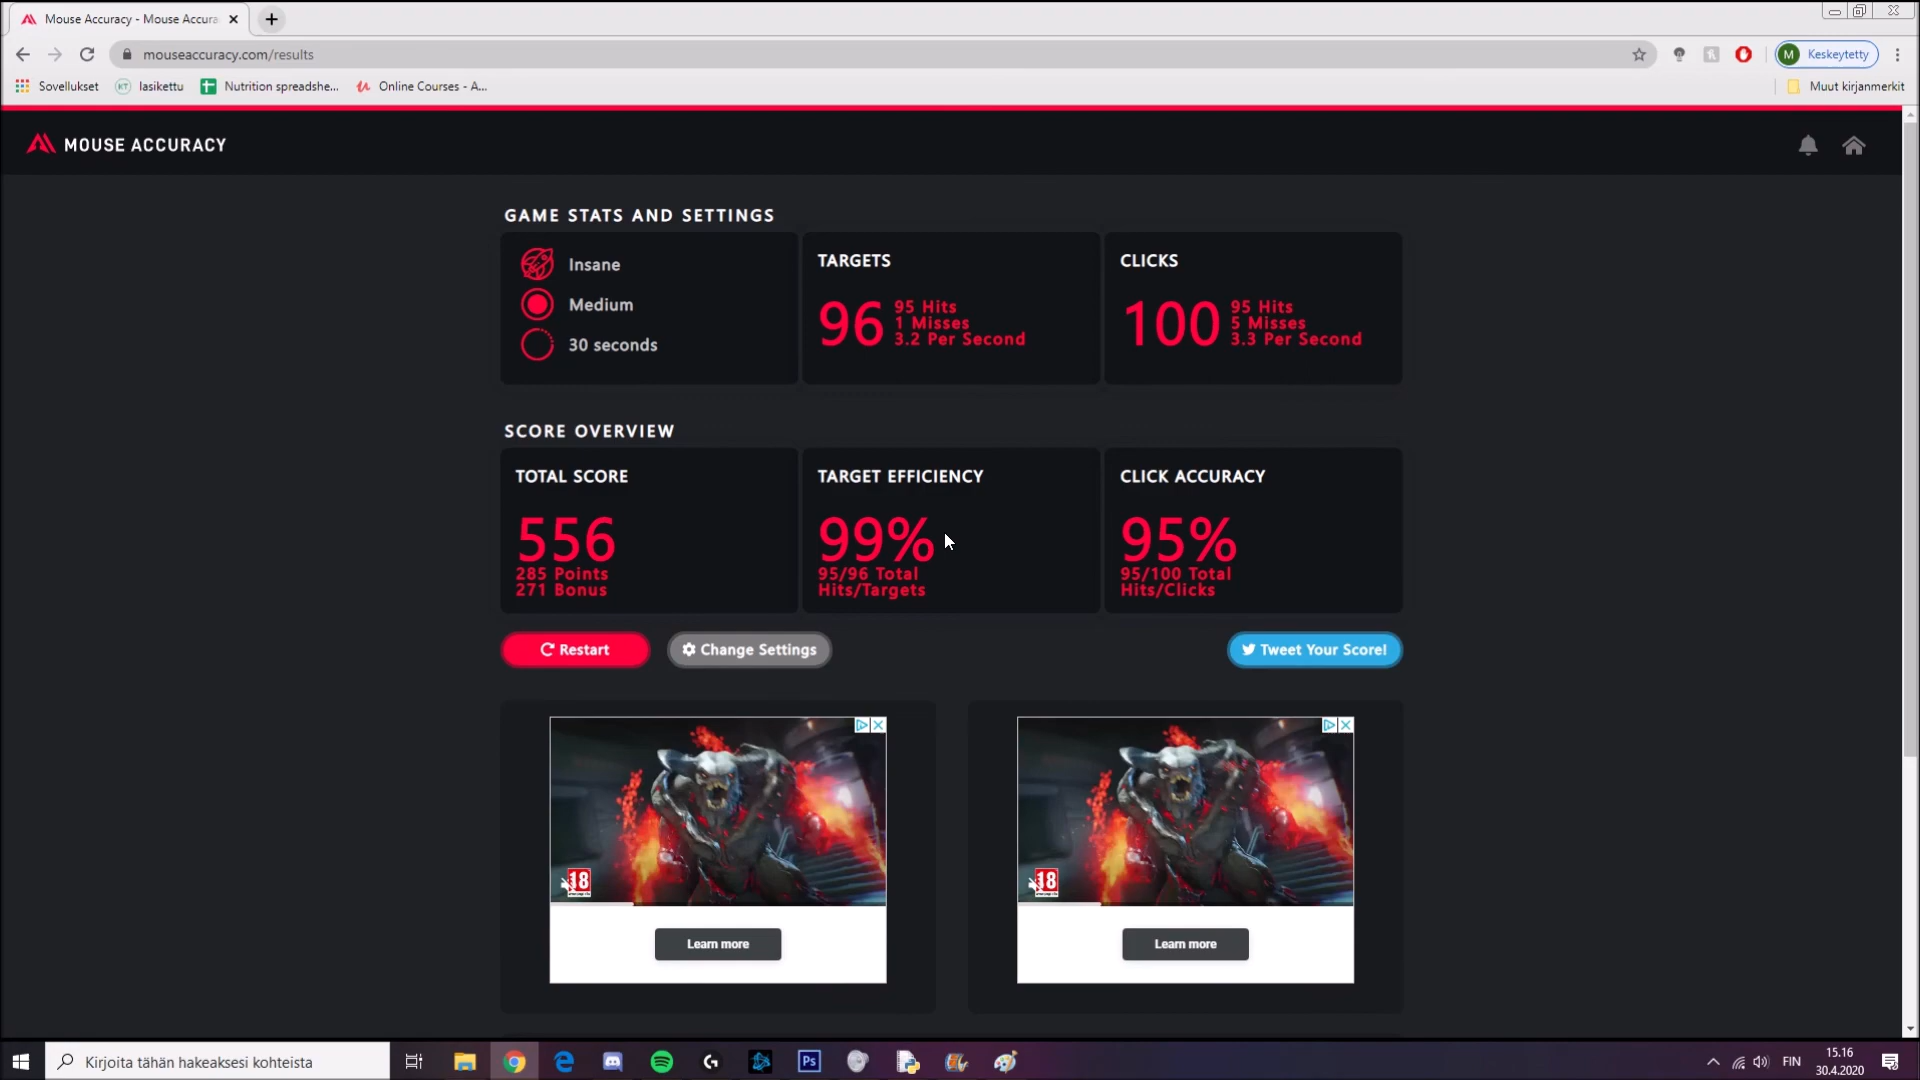 Mouse Accuracy - Mouse Accura
mouseaccuracy.com/results
M Keskeytetty
Sovellukset
KT lasikettu
Nutrition spreadshe...
Online Courses - A...
Muut kirjanmerkit
MOUSE ACCURACY
GAME STATS AND SETTINGS
Insane
Medium
30 seconds
TARGETS
96
95 Hits
1 Misses
3.2 Per Second
CLICKS
100
95 Hits
5 Misses
3.3 Per Second
SCORE OVERVIEW
TOTAL SCORE
556
285 Points
271 Bonus
TARGET EFFICIENCY
99%
95/96 Total
Hits/Targets
CLICK ACCURACY
95%
95/100 Total
Hits/Clicks
Restart
Change Settings
Tweet Your Score!
18
Learn more
18
Learn more
Kirjoita tähän hakeaksesi kohteista
Ps
FIN
15.16
30.4.2020